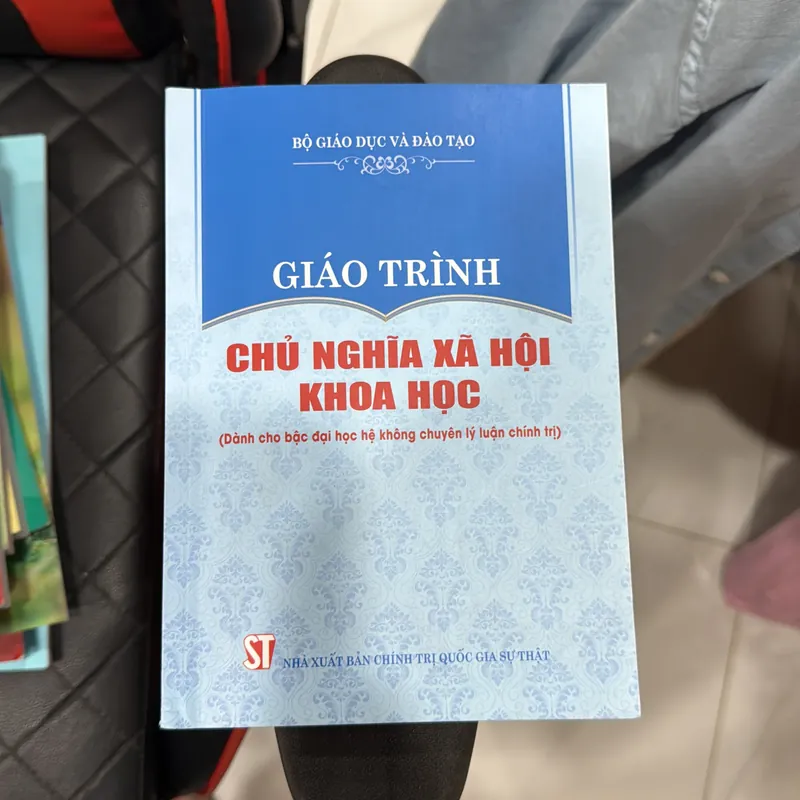 BỘ GIÁO DỤC VÀ ĐÀO TẠO
GIÁO TRÌNH
CHỦ NGHĨA XÃ HỘI
KHOA HỌC
(Dành cho bậc đại học hệ không chuyên lý luận chính trị)
ST NHÀ XUẤT BẢN CHÍNH TRỊ QUỐC GIA SỰ THẬT